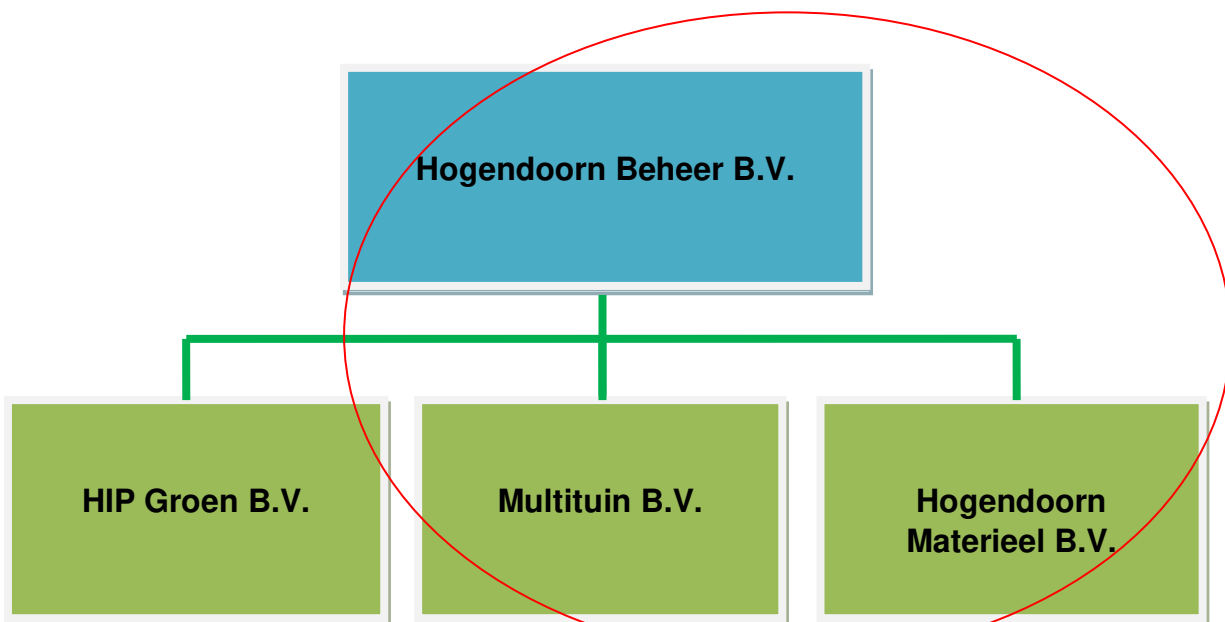 Hogendoorn Beheer B.V.
HIP Groen B.V.
Multituin B.V.
Hogendoorn
Materieel B.V.